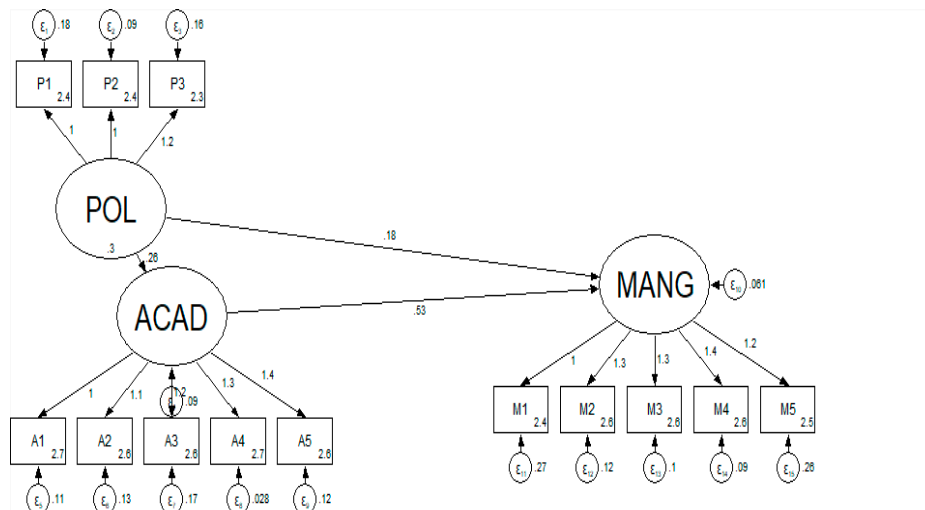 ε₁ .18 ε₂ .09 ε₃ .16
P1 2.4 P2 2.4 P3 2.3
1 1 1.2
POL
.3
.18
.26
ACAD
.53
MANG
ε₁₀ .061
1 1.1 1.2 1.3 1.4
ε .09
1 1.3 1.3 1.4 1.2
A1 2.7 A2 2.6 A3 2.6 A4 2.7 A5 2.6
M1 2.4 M2 2.6 M3 2.6 M4 2.6 M5 2.5
ε₅ .11 ε₆ .13 ε₇ .17 ε₈ .028 ε₉ .12
ε₁₁ .27 ε₁₂ .12 ε₁₃ .1 ε₁₄ .09 ε₁₅ .26